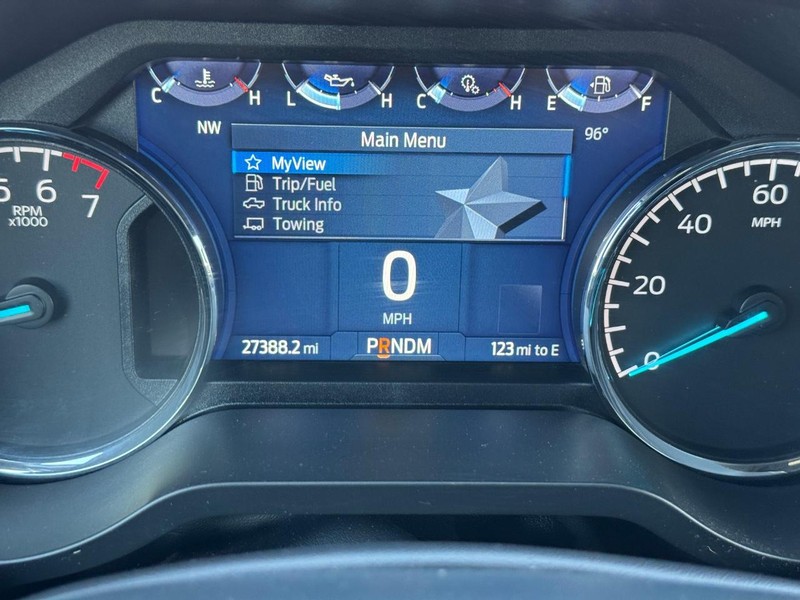 C H L H C H E F
NW
96°
Main Menu
MyView
Trip/Fuel
Truck Info
Towing
5 6 7
RPM
x1000
0
MPH
27388.2 mi
PRNDM
123 mi to E
0 20 40 60
MPH